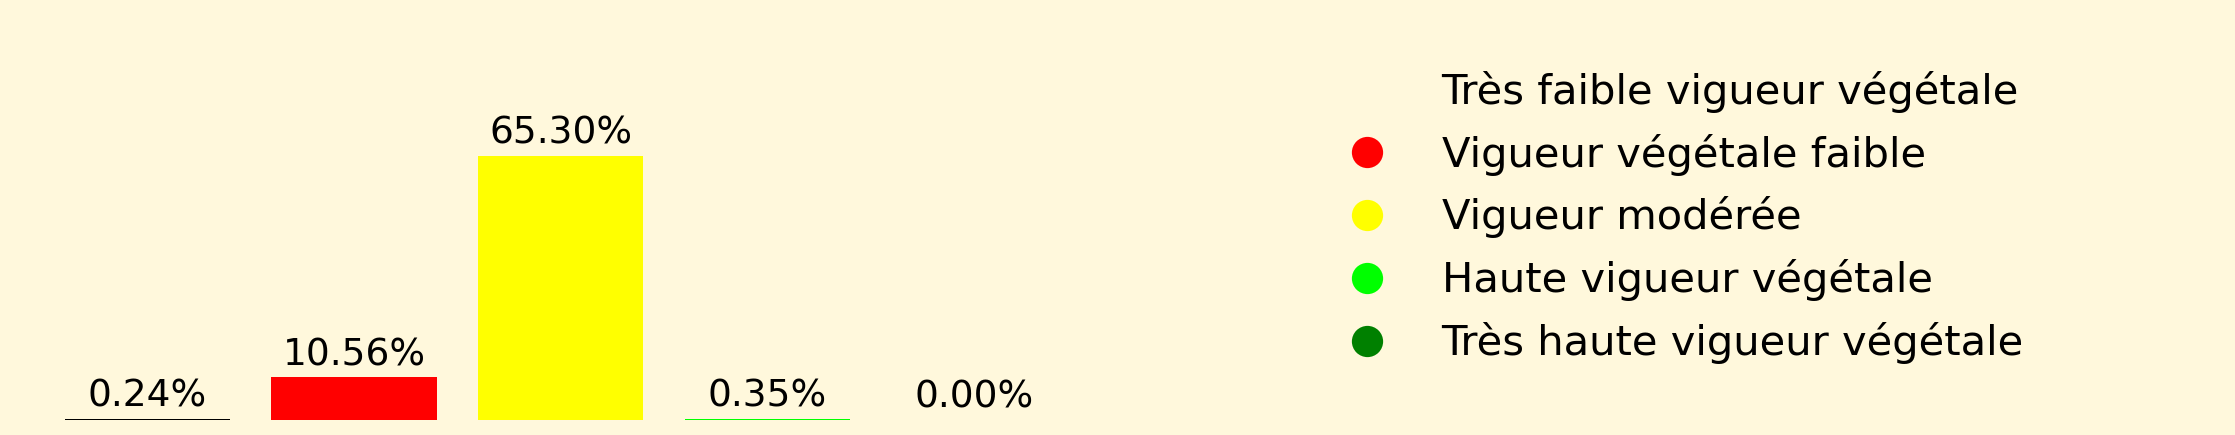 65.30%
10.56%
0.24%
0.35%
0.00%
Très faible vigueur végétale
Vigueur végétale faible
Vigueur modérée
Haute vigueur végétale
Très haute vigueur végétale